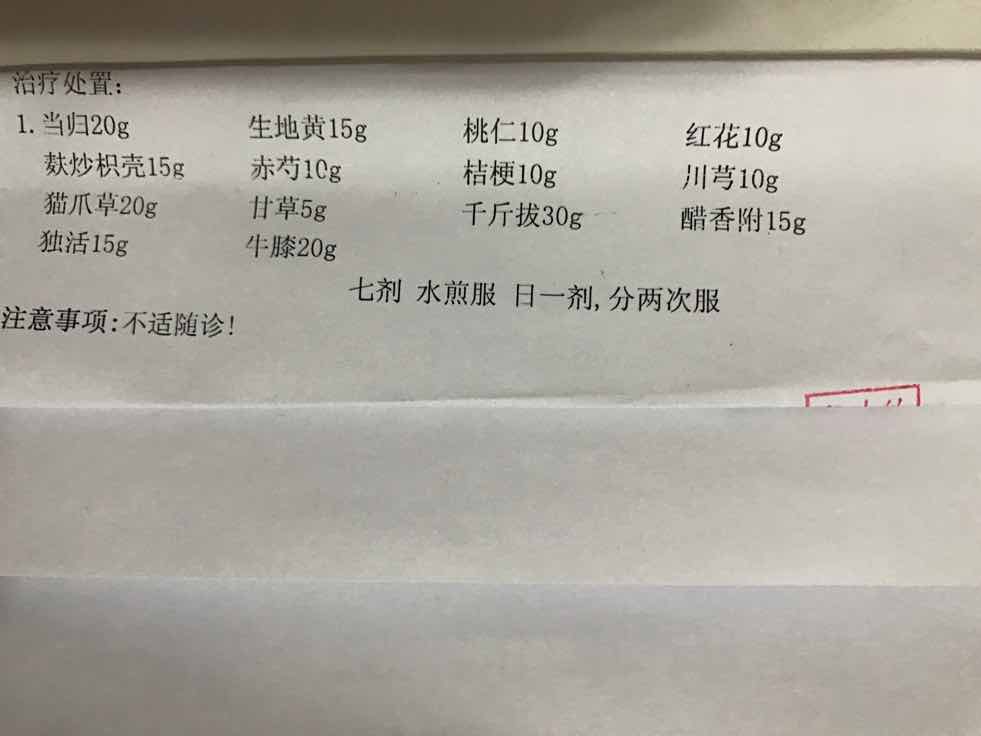 治疗处置：
1. 当归20g 生地黄15g 桃仁10g 红花10g
麸炒枳壳15g 赤芍10g 桔梗10g 川芎10g
猫爪草20g 甘草5g 千斤拔30g 醋香附15g
独活15g 牛膝20g
七剂 水煎服 日一剂,分两次服
注意事项:不适随诊!